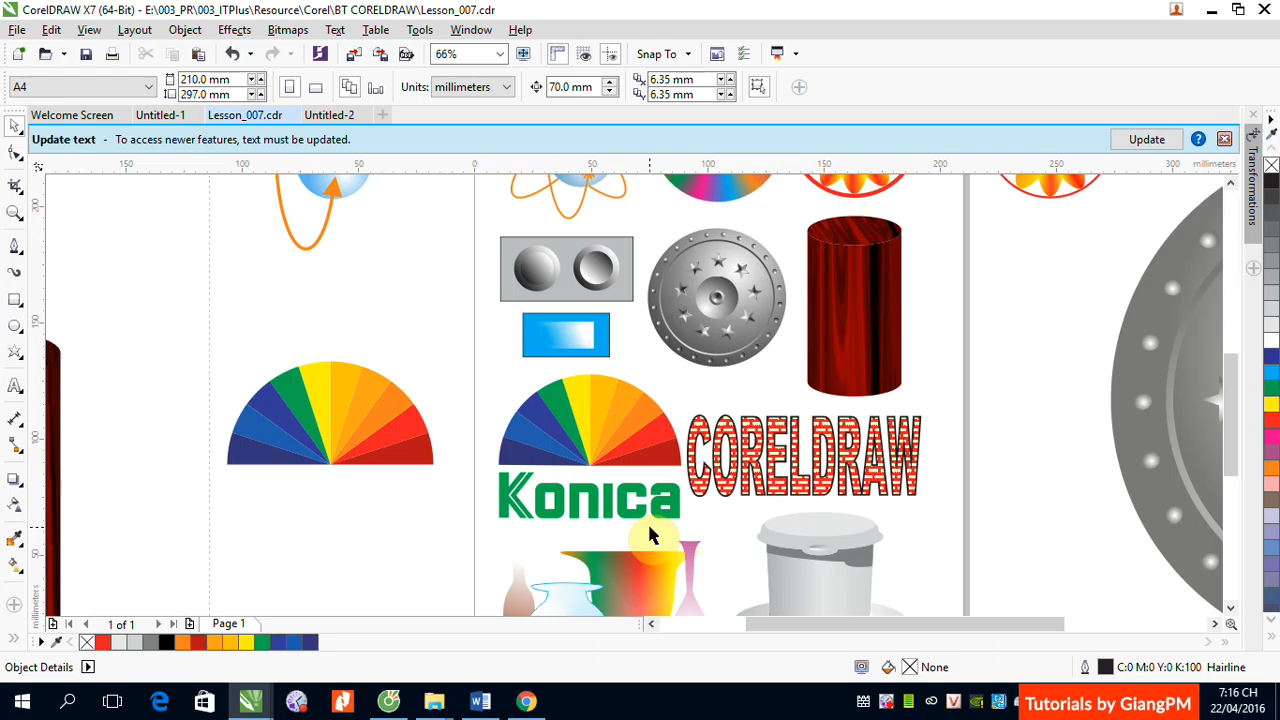 CorelDRAW X7 (64-Bit) - E:\003_PR\003_ITPlus\Resource\Corel\BT CORELDRAW\Lesson_007.cdr
File Edit View Layout Object Effects Bitmaps Text Table Tools Window Help
66% Snap To
A4 210.0 mm 297.0 mm Units: millimeters 70.0 mm 6.35 mm 6.35 mm
Welcome Screen Untitled-1 Lesson_007.cdr Untitled-2
Update text - To access newer features, text must be updated. Update
150 100 50 0 50 100 150 200 250 300 millimeters
Transformations
200
150
100
50
millimeters
CORELDRAW
Konica
1 of 1 Page 1
Object Details None C:0 M:0 Y:0 K:100 Hairline
Tutorials by GiangPM
7:16 CH
22/04/2016